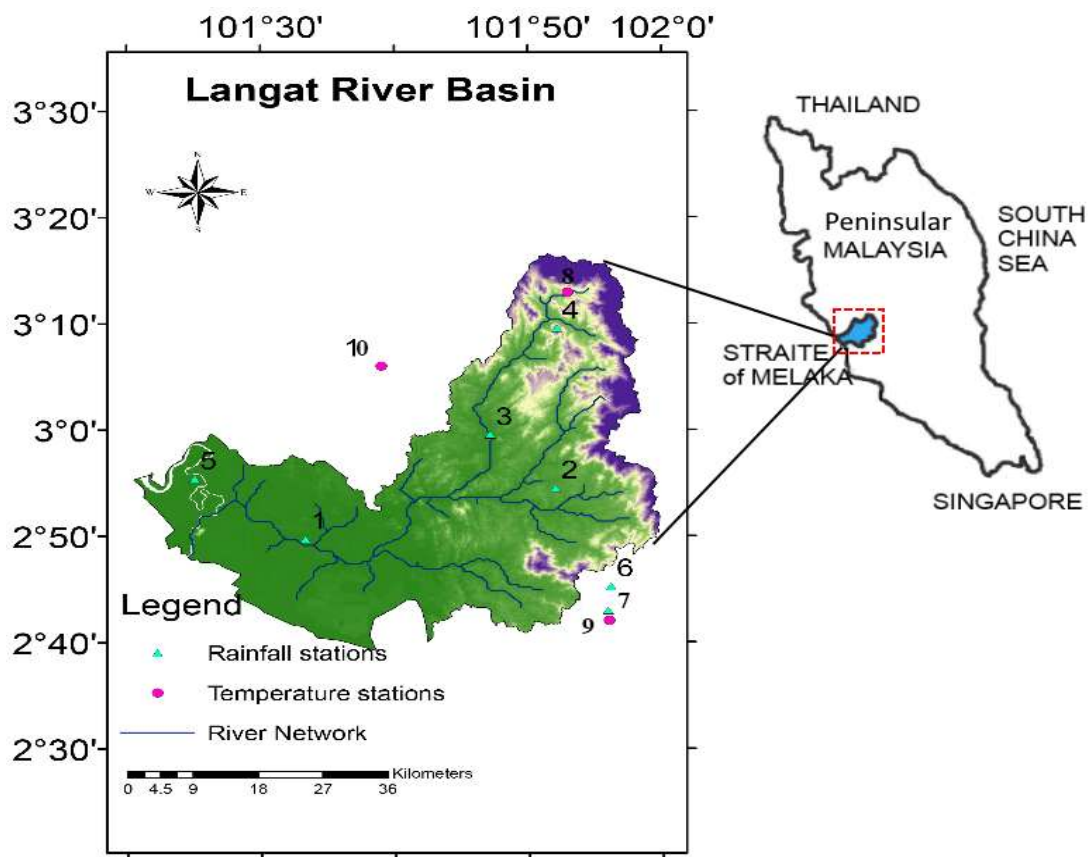 101°30' 101°50' 102°0'
Langat River Basin
3°30'
3°20'
3°10'
3°0'
2°50'
2°40'
2°30'
N
W E
S
8
4
10
3
5
2
1
6
7
9
Legend
Rainfall stations
Temperature stations
River Network
Kilometers
0 4.5 9 18 27 36
THAILAND
Peninsular
MALAYSIA
SOUTH
CHINA
SEA
STRAITE
of MELAKA
SINGAPORE